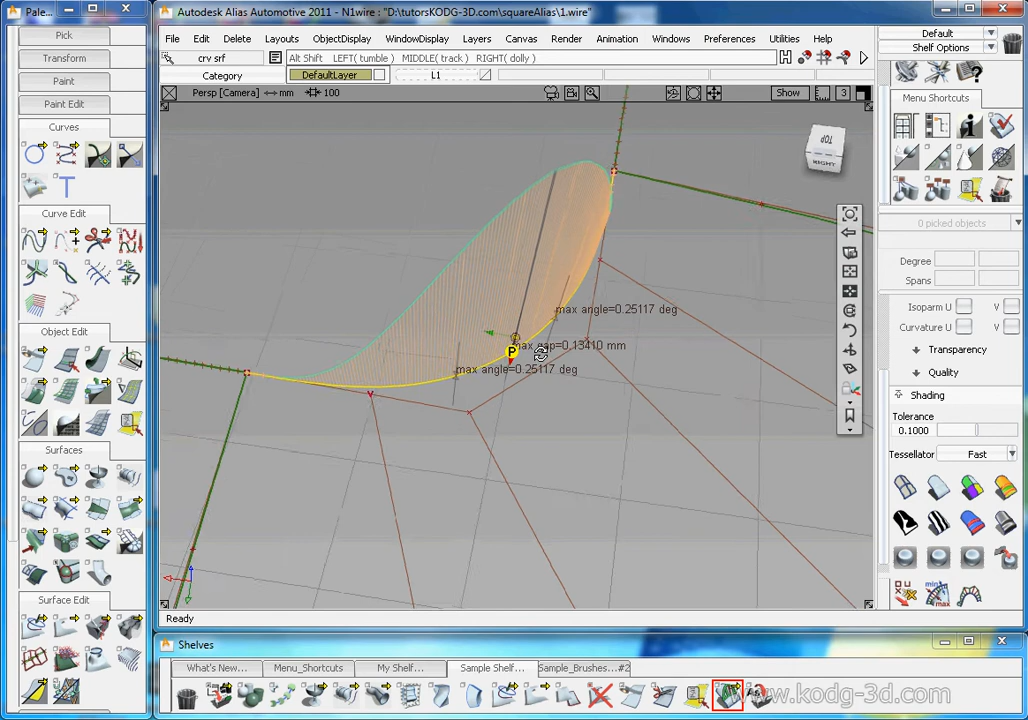 Pale...
Autodesk Alias Automotive 2011 - N1wire : "D:\tutorsKODG-3D.com\squareAlias\1.wire"
File Edit Delete Layouts ObjectDisplay WindowDisplay Layers Canvas Render Animation Windows Preferences Utilities Help
Default
Shelf Options
crv srf
Alt Shift LEFT(tumble) MIDDLE(track) RIGHT(dolly)
Category
DefaultLayer
L1
Persp [Camera]
mm
100
Show
3
Pick
Transform
Paint
Paint Edit
Curves
T
Curve Edit
Object Edit
Surfaces
Surface Edit
TOP
RIGHT
max angle=0.25117 deg
max gap=0.13410 mm
P
max angle=0.25117 deg
Menu Shortcuts
0 picked objects
Degree
Spans
Isoparm U
V
Curvature U
V
Transparency
Quality
Shading
Tolerance
0.1000
Tessellator
Fast
Ready
Shelves
What's New...
Menu_Shortcuts
My Shelf...
Sample Shelf...
Sample_Brushes...#2
www.kodg-3d.com